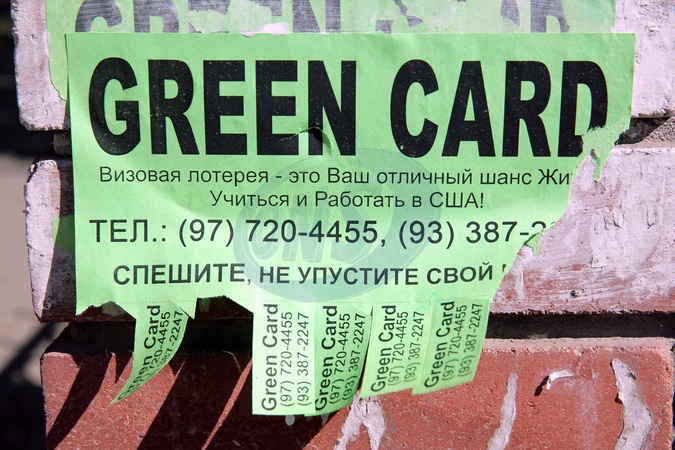 GREEN CARD
GREEN CARD
Визовая лотерея - это Ваш отличный шанс
Учиться и Работать в США!
ТЕЛ.: (97) 720-4455, (93) 387-2
СПЕШИТЕ, НЕ УПУСТИТЕ СВОЙ
Green Card
(97) 720-4455
(93) 387-2247
Green Card
(97) 720-4455
(93) 387-2247
Green Card
(97) 720-4455
(93) 387-2247
Green Card
(97) 720-4455
(93) 387-2247
Green Card
(97) 720-4455
(93) 387-2247